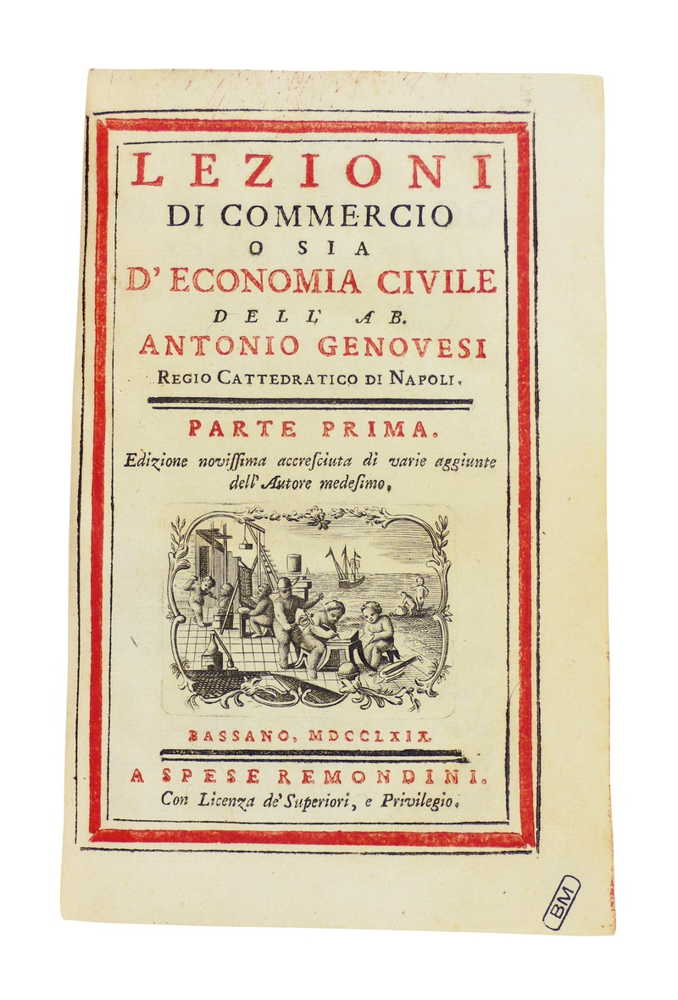 LEZIONI
DI COMMERCIO
O SIA
D' ECONOMIA CIVILE
DELL' AB.
ANTONIO GENOVESI
REGIO CATTEDRATICO DI NAPOLI.
PARTE PRIMA.
Edizione noviſſima accreſciuta di varie aggiunte
dell' Autore medeſimo.
BASSANO, MDCCLXIX.
A SPESE REMONDINI.
Con Licenza de' Superiori, e Privilegio.
BM